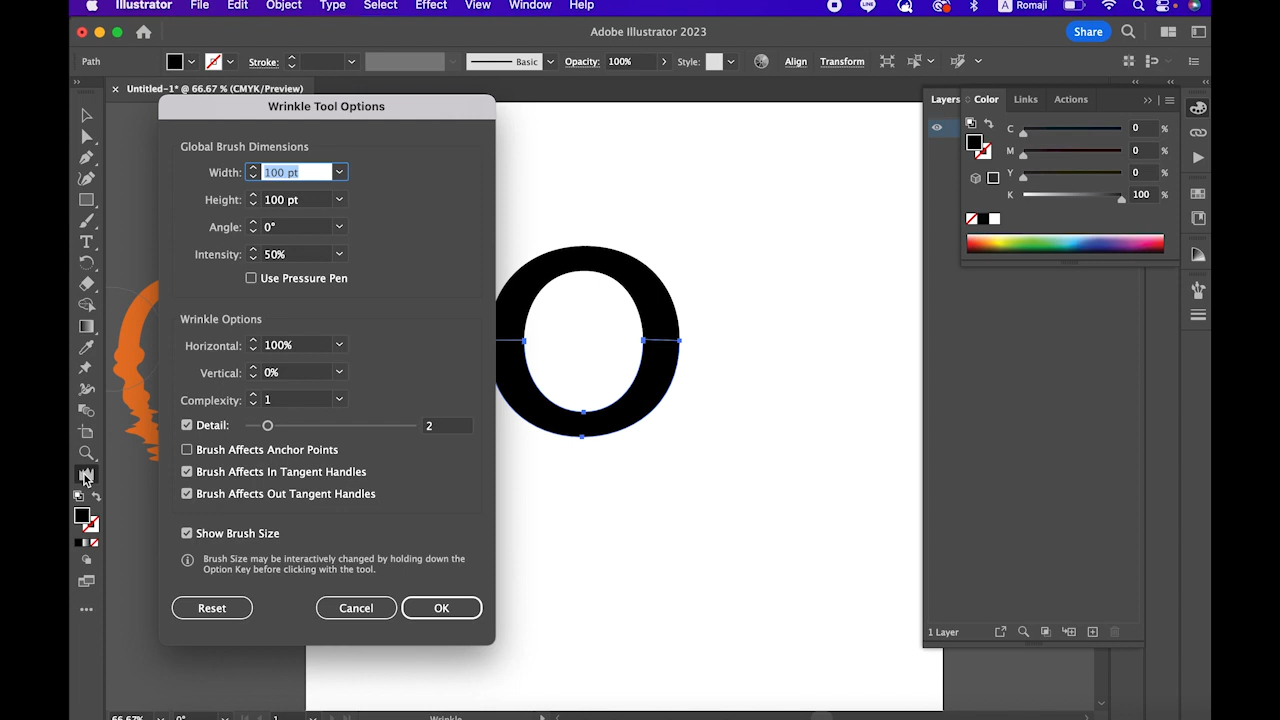 Illustrator File Edit Object Type Select Effect View Window Help
A Romaji
Adobe Illustrator 2023
Share
Path
Stroke:
Basic
Opacity: 100%
Style:
Align
Transform
× Untitled-1* @ 66.67 % (CMYK/Preview)
Wrinkle Tool Options
Global Brush Dimensions
Width: 100 pt
Height: 100 pt
Angle: 0°
Intensity: 50%
Use Pressure Pen
Wrinkle Options
Horizontal: 100%
Vertical: 0%
Complexity: 1
Detail: 2
Brush Affects Anchor Points
Brush Affects In Tangent Handles
Brush Affects Out Tangent Handles
Show Brush Size
Brush Size may be interactively changed by holding down the
Option Key before clicking with the tool.
Reset
Cancel
OK
O
Layers
Color
Links
Actions
C 0 %
M 0 %
Y 0 %
K 100 %
1 Layer
66.67%
0°
1
Wrinkle